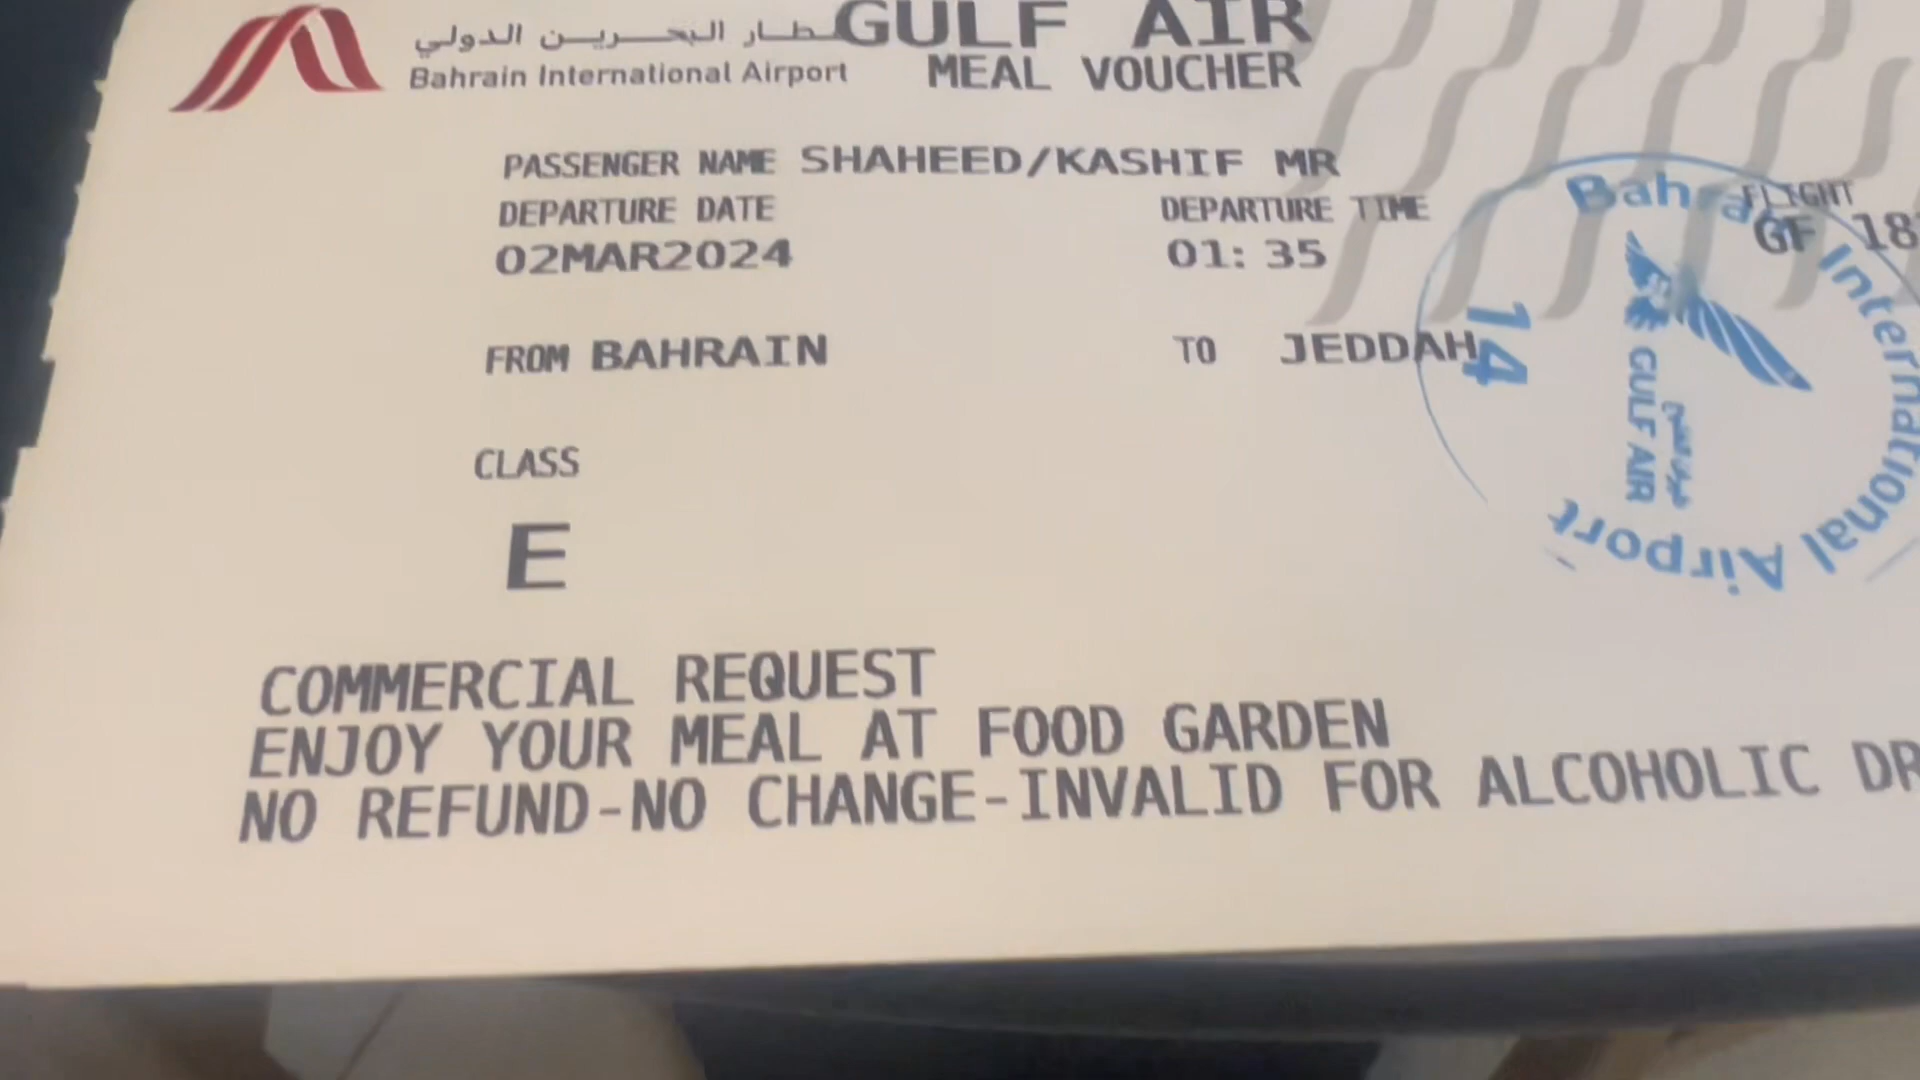 مطار البحرين الدولي
Bahrain International Airport
GULF AIR
MEAL VOUCHER
PASSENGER NAME SHAHEED/KASHIF MR
DEPARTURE DATE DEPARTURE TIME FLIGHT
02MAR2024 01: 35 GF 18
FROM BAHRAIN TO JEDDAH
CLASS
E
COMMERCIAL REQUEST
ENJOY YOUR MEAL AT FOOD GARDEN
NO REFUND-NO CHANGE-INVALID FOR ALCOHOLIC DR
Bahrain International Airport
14
GULF AIR